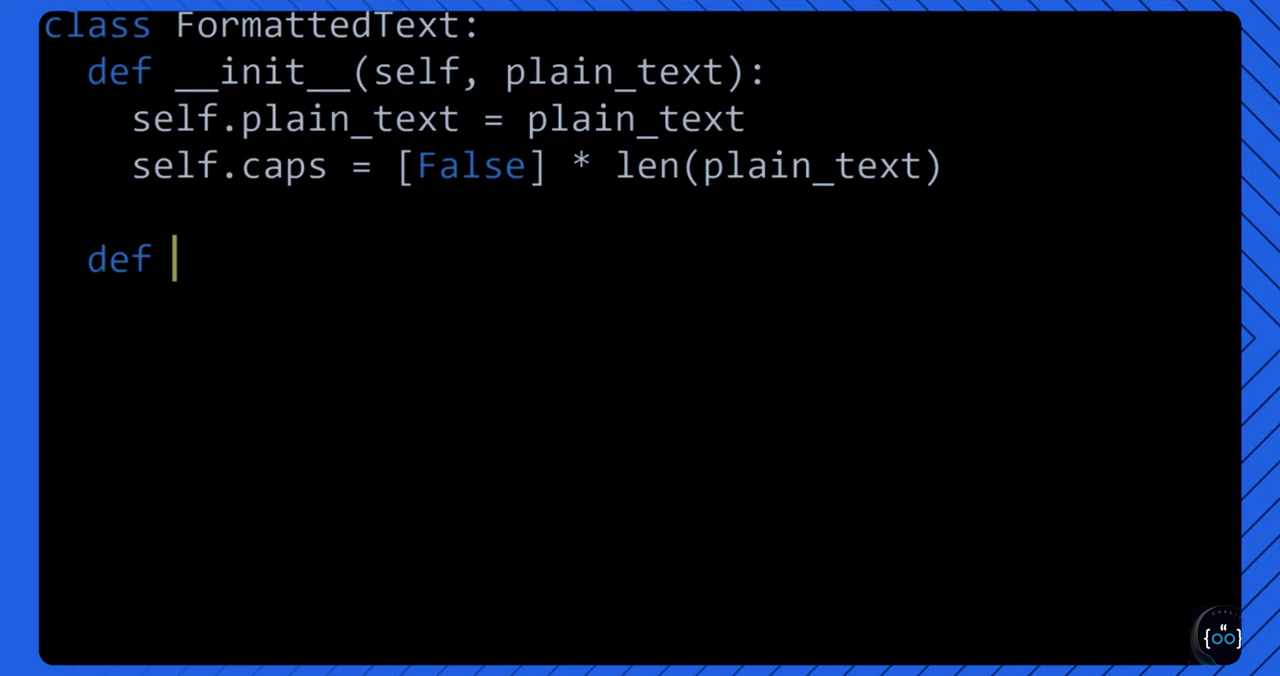 class FormattedText:
  def __init__(self, plain_text):
    self.plain_text = plain_text
    self.caps = [False] * len(plain_text)
  def